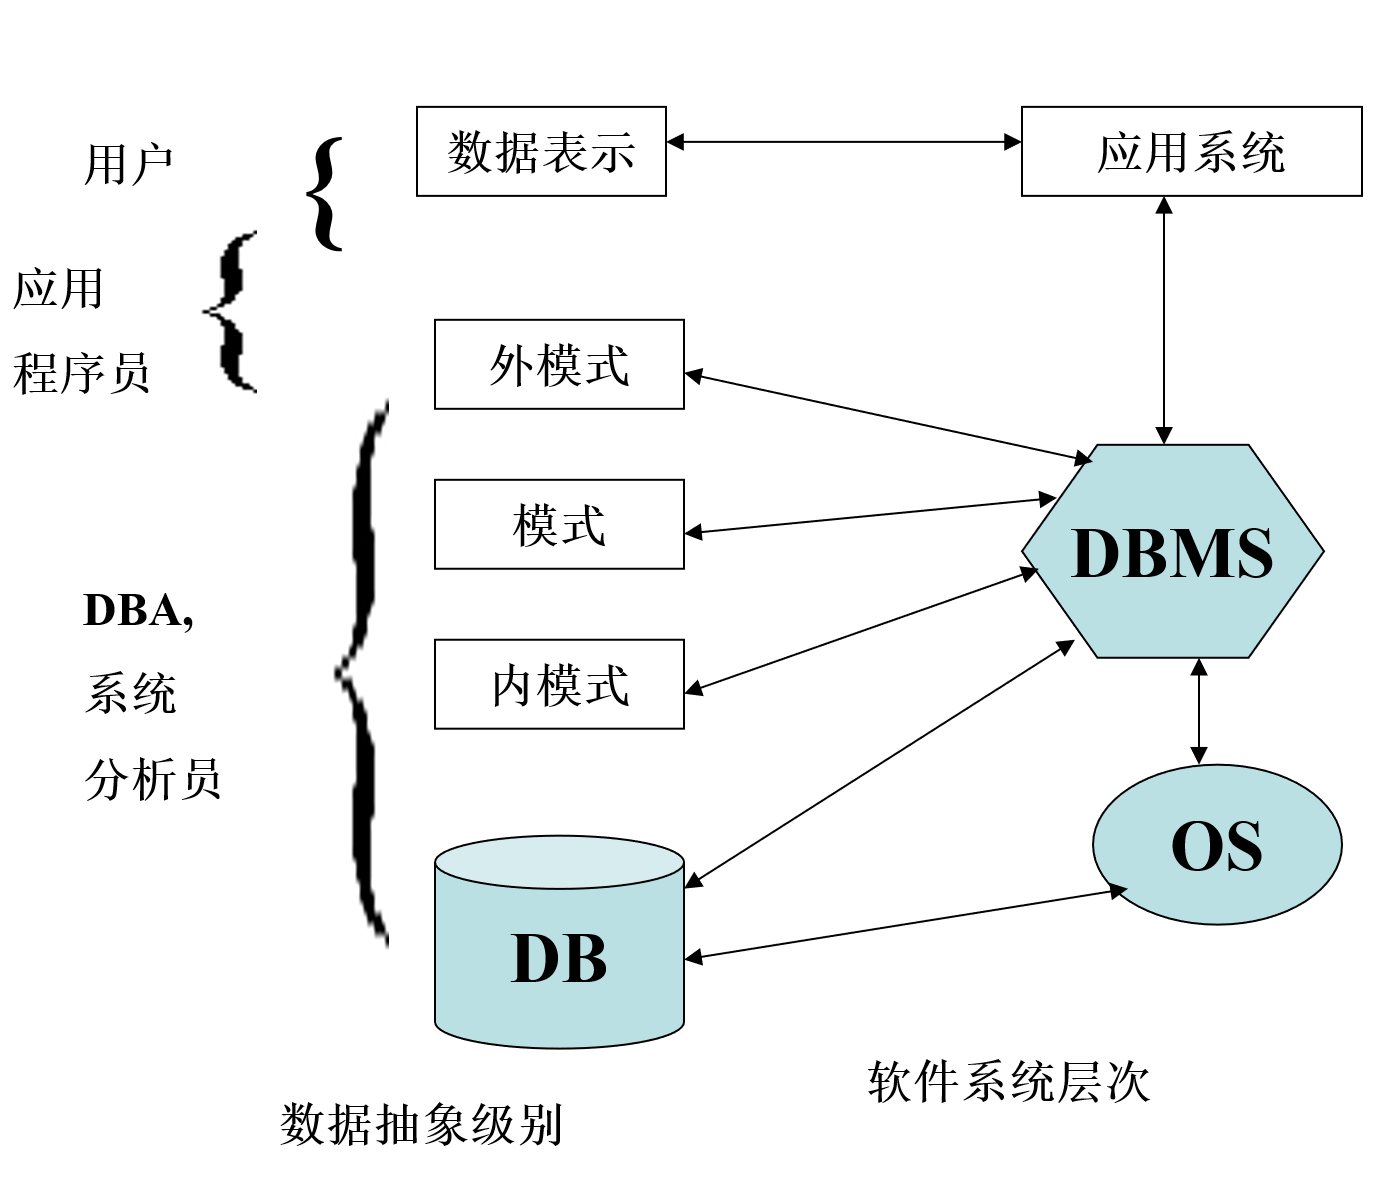 用户
数据表示
应用系统
应用
程序员
外模式
模式
DBMS
DBA,
系统
分析员
内模式
OS
DB
软件系统层次
数据抽象级别